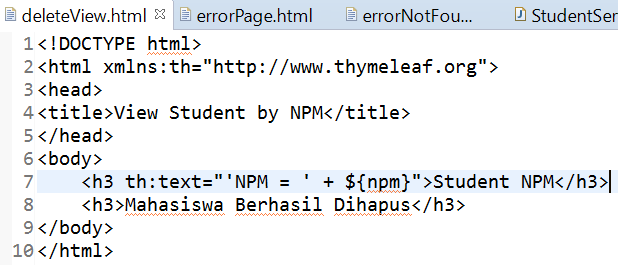 deleteView.html errorPage.html errorNotFou... StudentSer
1 <!DOCTYPE html>
2 <html xmlns:th="http://www.thymeleaf.org">
3 <head>
4 <title>View Student by NPM</title>
5 </head>
6 <body>
7     <h3 th:text="'NPM = ' + ${npm}">Student NPM</h3>
8     <h3>Mahasiswa Berhasil Dihapus</h3>
9 </body>
10 </html>